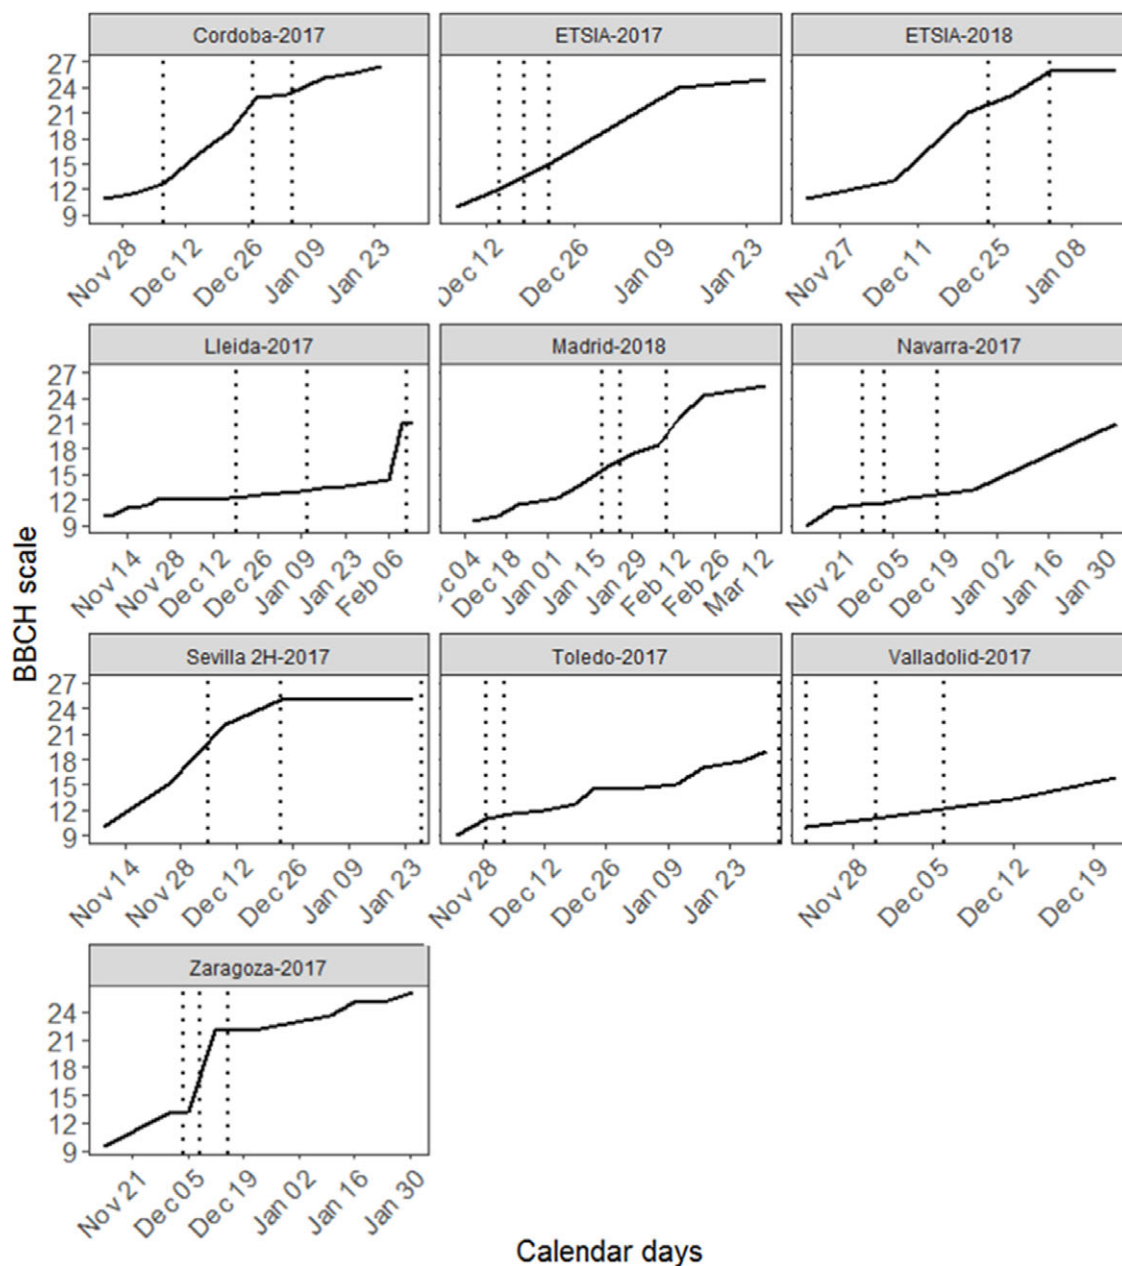 Cordoba-2017 ETSIA-2017 ETSIA-2018
27
24
21
18
15
12
9
Nov 28 Dec 12 Dec 26 Jan 09 Jan 23 Dec 12 Dec 26 Jan 09 Jan 23 Nov 27 Dec 11 Dec 25 Jan 08
Lleida-2017 Madrid-2018 Navarra-2017
27
24
21
18
15
12
9
Nov 14 Nov 28 Dec 12 Dec 26 Jan 09 Jan 23 Feb 06 04 Dec 18 Jan 01 Jan 15 Jan 29 Feb 12 Feb 26 Mar 12 Nov 21 Dec 05 Dec 19 Jan 02 Jan 16 Jan 30
BBCH scale
Sevilla 2H-2017 Toledo-2017 Valladolid-2017
27
24
21
18
15
12
9
Nov 14 Nov 28 Dec 12 Dec 26 Jan 09 Jan 23 Nov 28 Dec 12 Dec 26 Jan 09 Jan 23 Nov 28 Dec 05 Dec 12 Dec 19
Zaragoza-2017
24
21
18
15
12
9
Nov 21 Dec 05 Dec 19 Jan 02 Jan 16 Jan 30
Calendar days